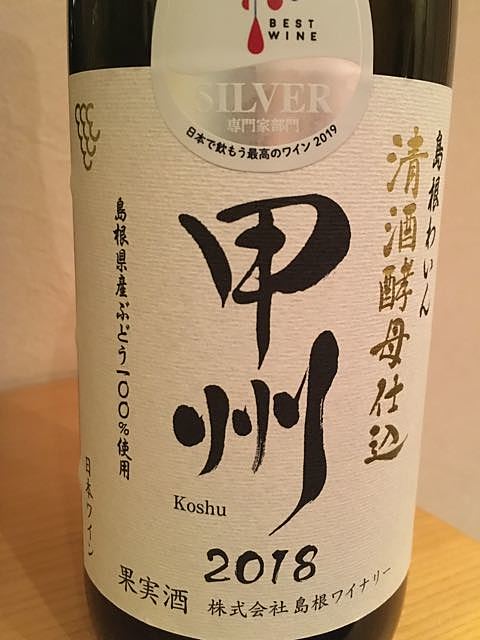 BEST
WINE
SILVER
専門家部門
日本で飲もう最高のワイン 2019
島根わいん
清酒酵母仕込
甲州
Koshu
島根県産ぶどう一〇〇%使用
日本ワイン
2018
果実酒 株式会社 島根ワイナリー